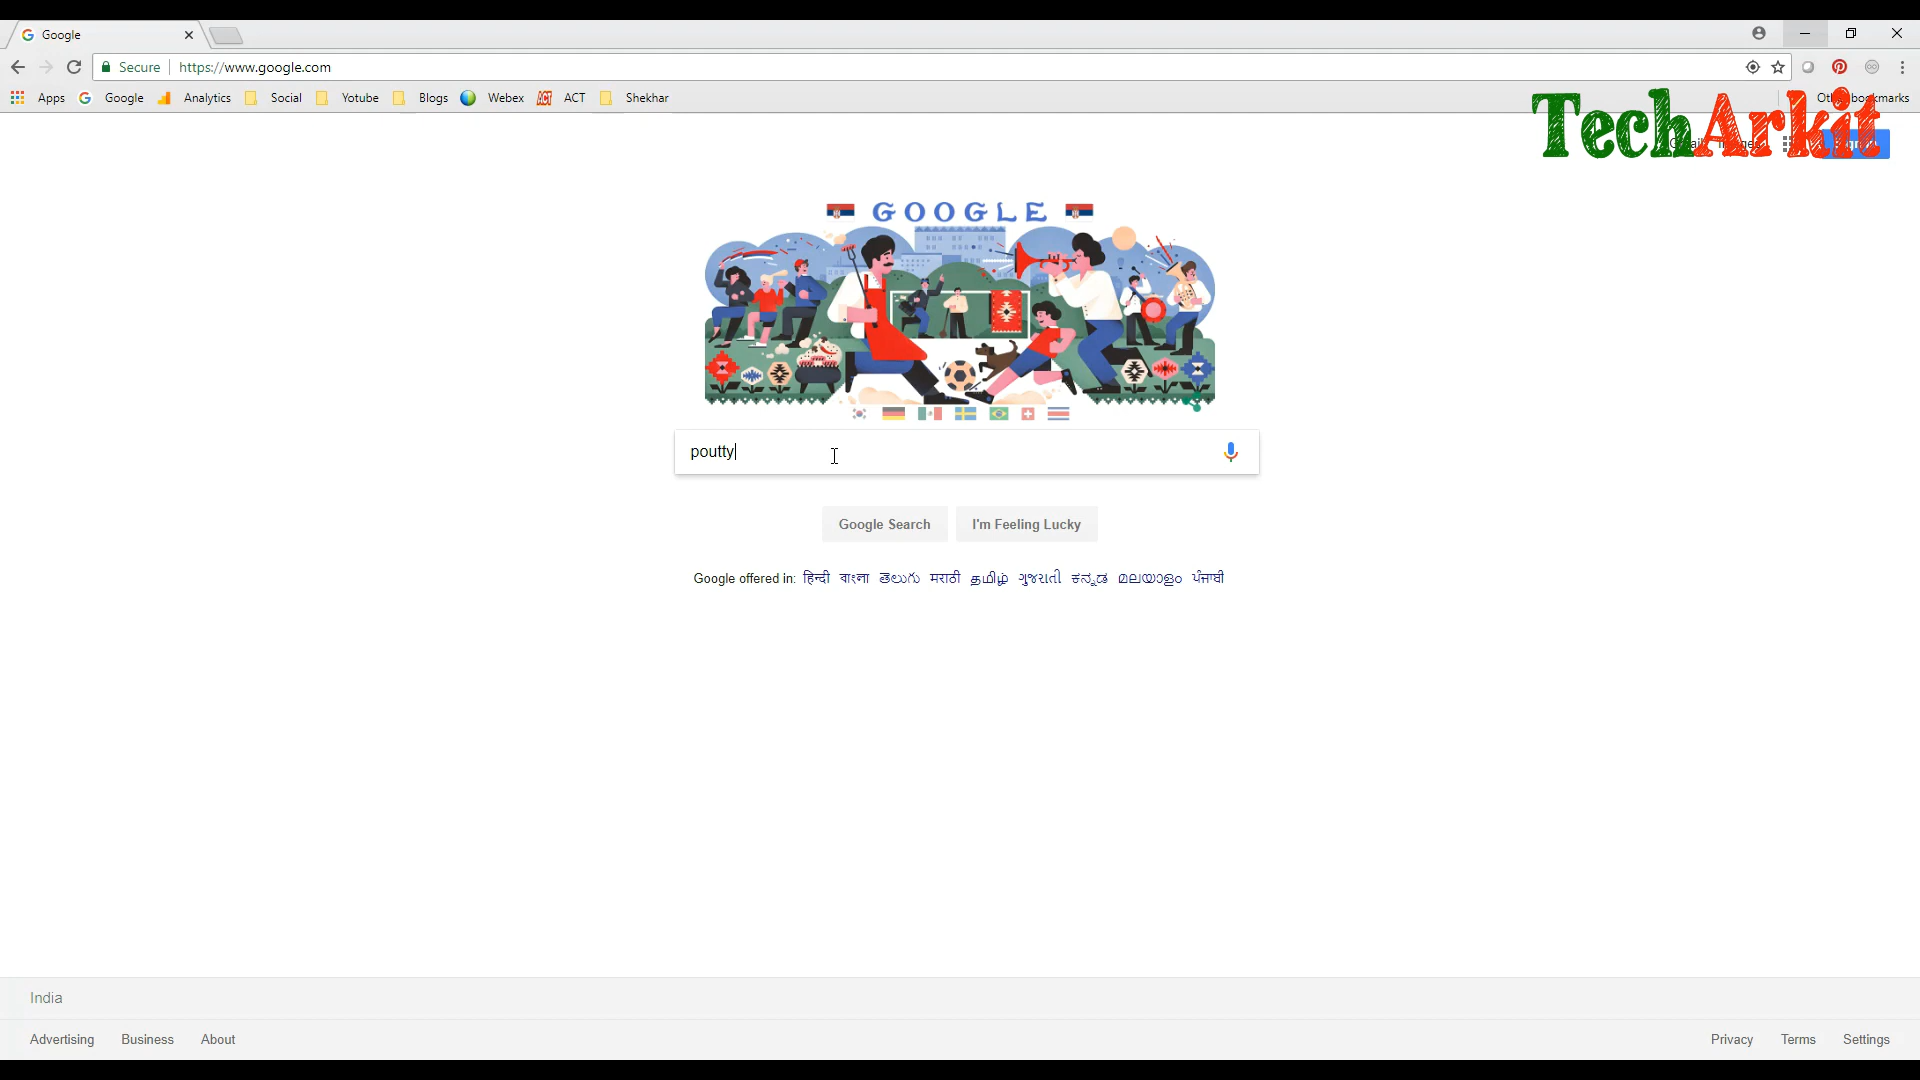 Google
Secure https://www.google.com
Apps Google Analytics Social Yotube Blogs Webex ACT ACT Shekhar
TechArkit
GOOGLE
poutty
Google Search I'm Feeling Lucky
Google offered in: हिन्दी বাংলা తెలుగు मराठी தமிழ் ગુજરાતી ಕನ್ನಡ മലയാളം ਪੰਜਾਬੀ
India
Advertising Business About Privacy Terms Settings